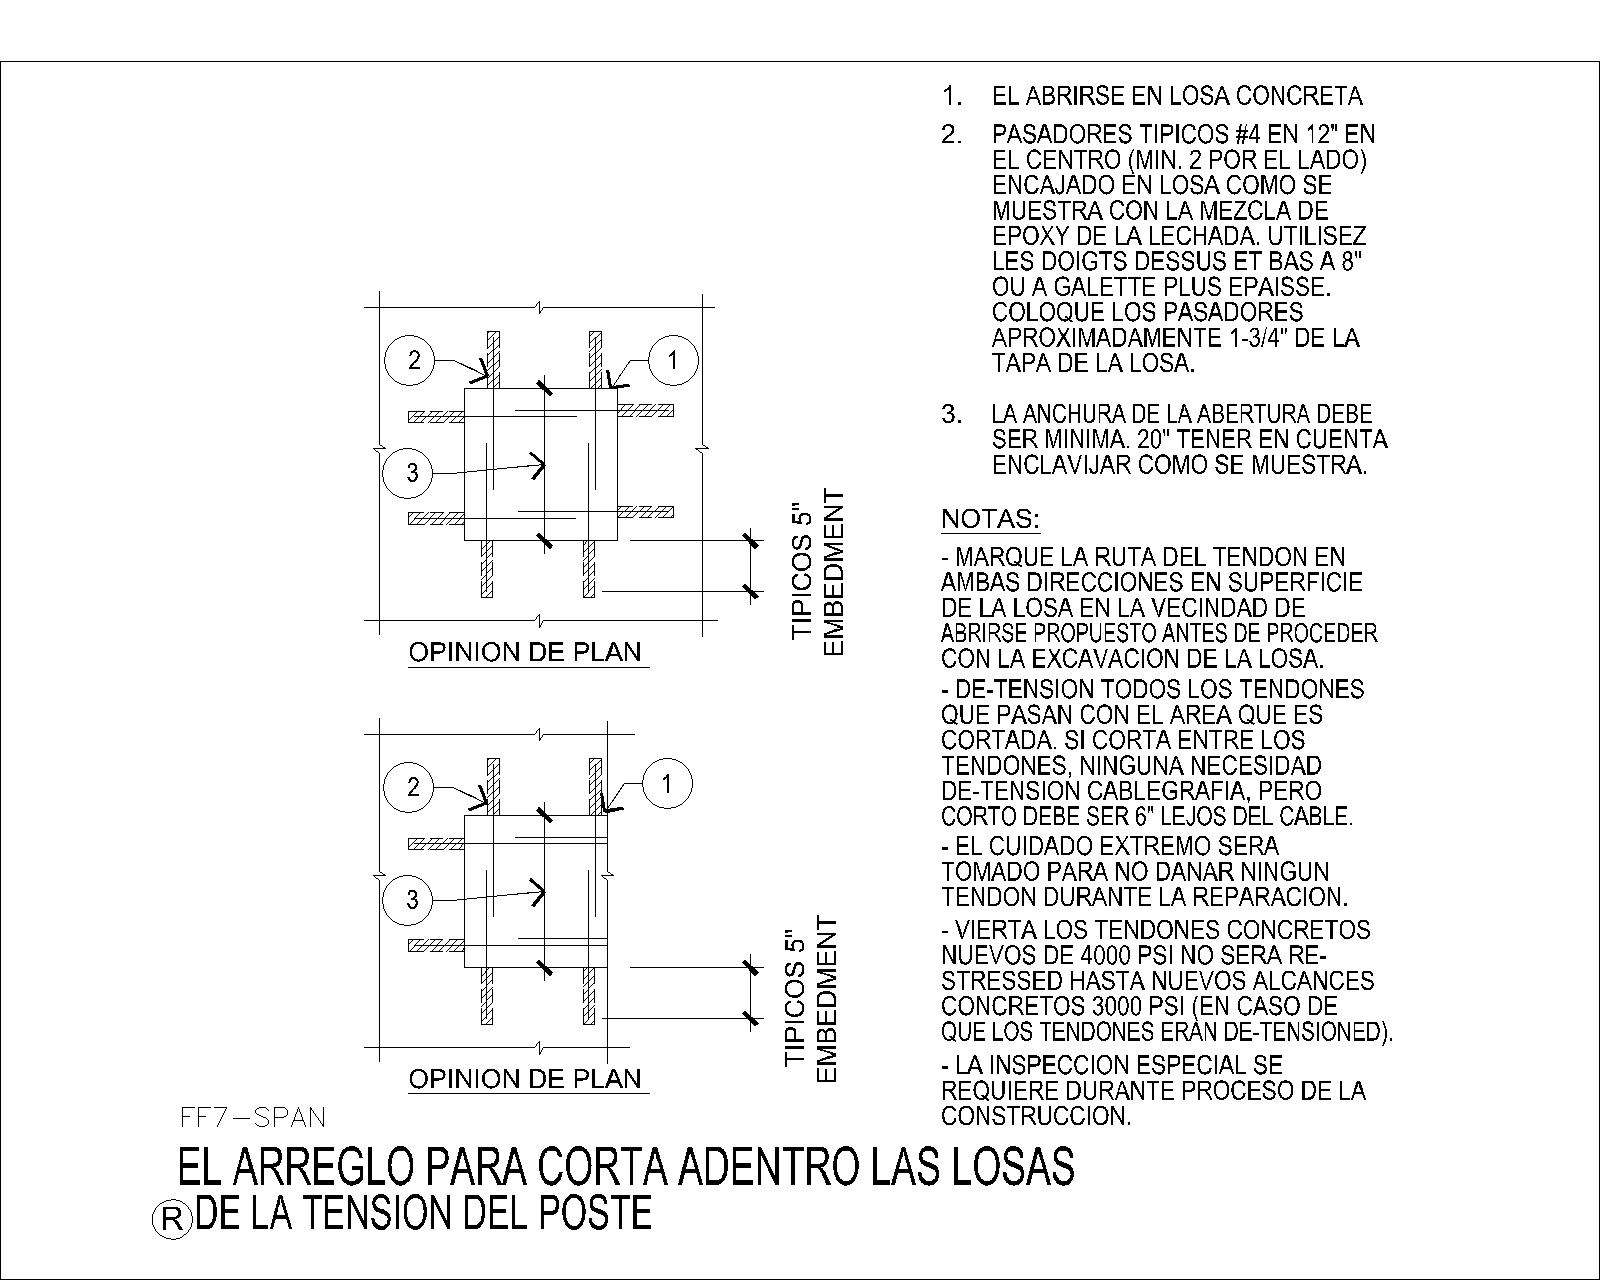 1. EL ABRIRSE EN LOSA CONCRETA
2. PASADORES TIPICOS #4 EN 12" EN
EL CENTRO (MIN. 2 POR EL LADO)
ENCAJADO EN LOSA COMO SE
MUESTRA CON LA MEZCLA DE
EPOXY DE LA LECHADA. UTILISEZ
LES DOIGTS DESSUS ET BAS A 8"
OU A GALETTE PLUS EPAISSE.
COLOQUE LOS PASADORES
APROXIMADAMENTE 1-3/4" DE LA
TAPA DE LA LOSA.
3. LA ANCHURA DE LA ABERTURA DEBE
SER MINIMA. 20" TENER EN CUENTA
ENCLAVIJAR COMO SE MUESTRA.
NOTAS:
- MARQUE LA RUTA DEL TENDON EN
AMBAS DIRECCIONES EN SUPERFICIE
DE LA LOSA EN LA VECINDAD DE
ABRIRSE PROPUESTO ANTES DE PROCEDER
CON LA EXCAVACION DE LA LOSA.
- DE-TENSION TODOS LOS TENDONES
QUE PASAN CON EL AREA QUE ES
CORTADA. SI CORTA ENTRE LOS
TENDONES, NINGUNA NECESIDAD
DE-TENSION CABLEGRAFIA, PERO
CORTO DEBE SER 6" LEJOS DEL CABLE.
- EL CUIDADO EXTREMO SERA
TOMADO PARA NO DANAR NINGUN
TENDON DURANTE LA REPARACION.
- VIERTA LOS TENDONES CONCRETOS
NUEVOS DE 4000 PSI NO SERA RE-
STRESSED HASTA NUEVOS ALCANCES
CONCRETOS 3000 PSI (EN CASO DE
QUE LOS TENDONES ERAN DE-TENSIONED).
- LA INSPECCION ESPECIAL SE
REQUIERE DURANTE PROCESO DE LA
CONSTRUCCION.
2
1
3
TIPICOS 5"
EMBEDMENT
OPINION DE PLAN
2
1
3
TIPICOS 5"
EMBEDMENT
OPINION DE PLAN
FF7-SPAN
EL ARREGLO PARA CORTA ADENTRO LAS LOSAS
R DE LA TENSION DEL POSTE